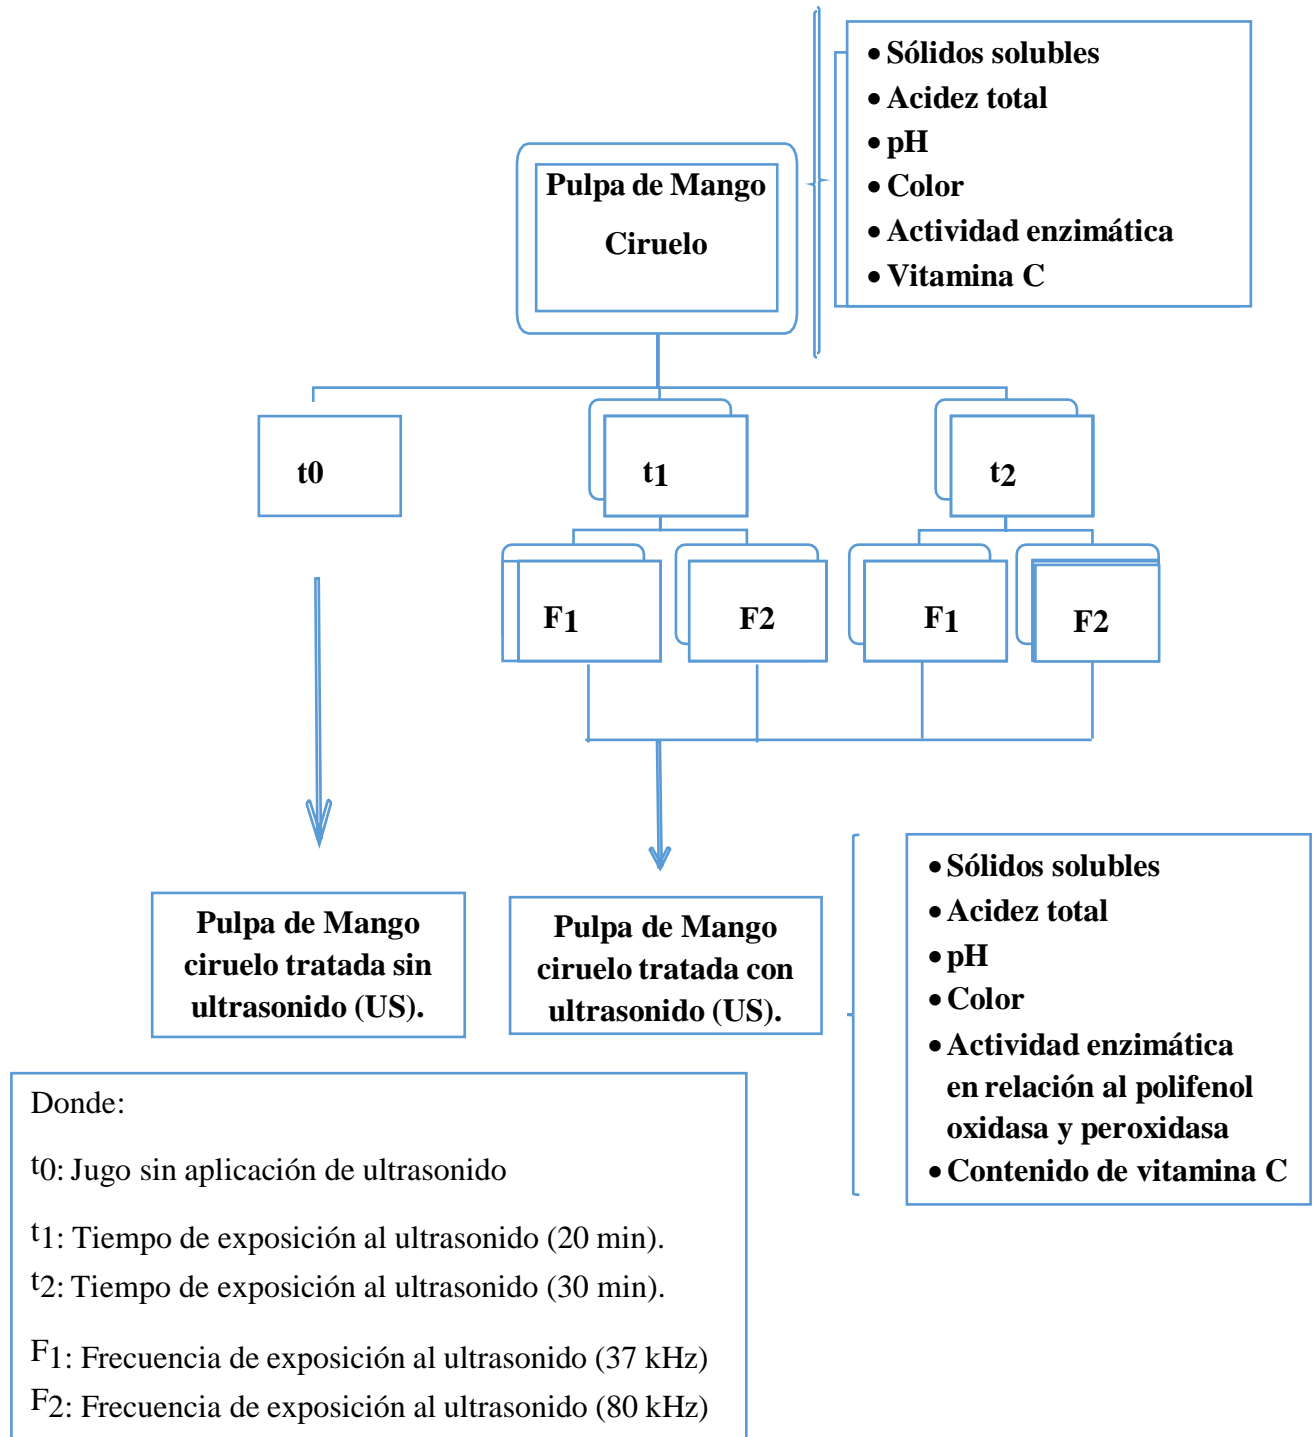 Pulpa de Mango
Ciruelo
• Sólidos solubles
• Acidez total
• pH
• Color
• Actividad enzimática
• Vitamina C
t0
t1
t2
F1
F2
F1
F2
Pulpa de Mango
ciruelo tratada sin
ultrasonido (US).
Pulpa de Mango
ciruelo tratada con
ultrasonido (US).
• Sólidos solubles
• Acidez total
• pH
• Color
• Actividad enzimática
en relación al polifenol
oxidasa y peroxidasa
• Contenido de vitamina C
Donde:
t0: Jugo sin aplicación de ultrasonido
t1: Tiempo de exposición al ultrasonido (20 min).
t2: Tiempo de exposición al ultrasonido (30 min).
F1: Frecuencia de exposición al ultrasonido (37 kHz)
F2: Frecuencia de exposición al ultrasonido (80 kHz)